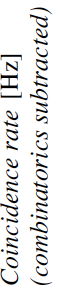 Coincidence rate [Hz]
(combinatorics subtracted)